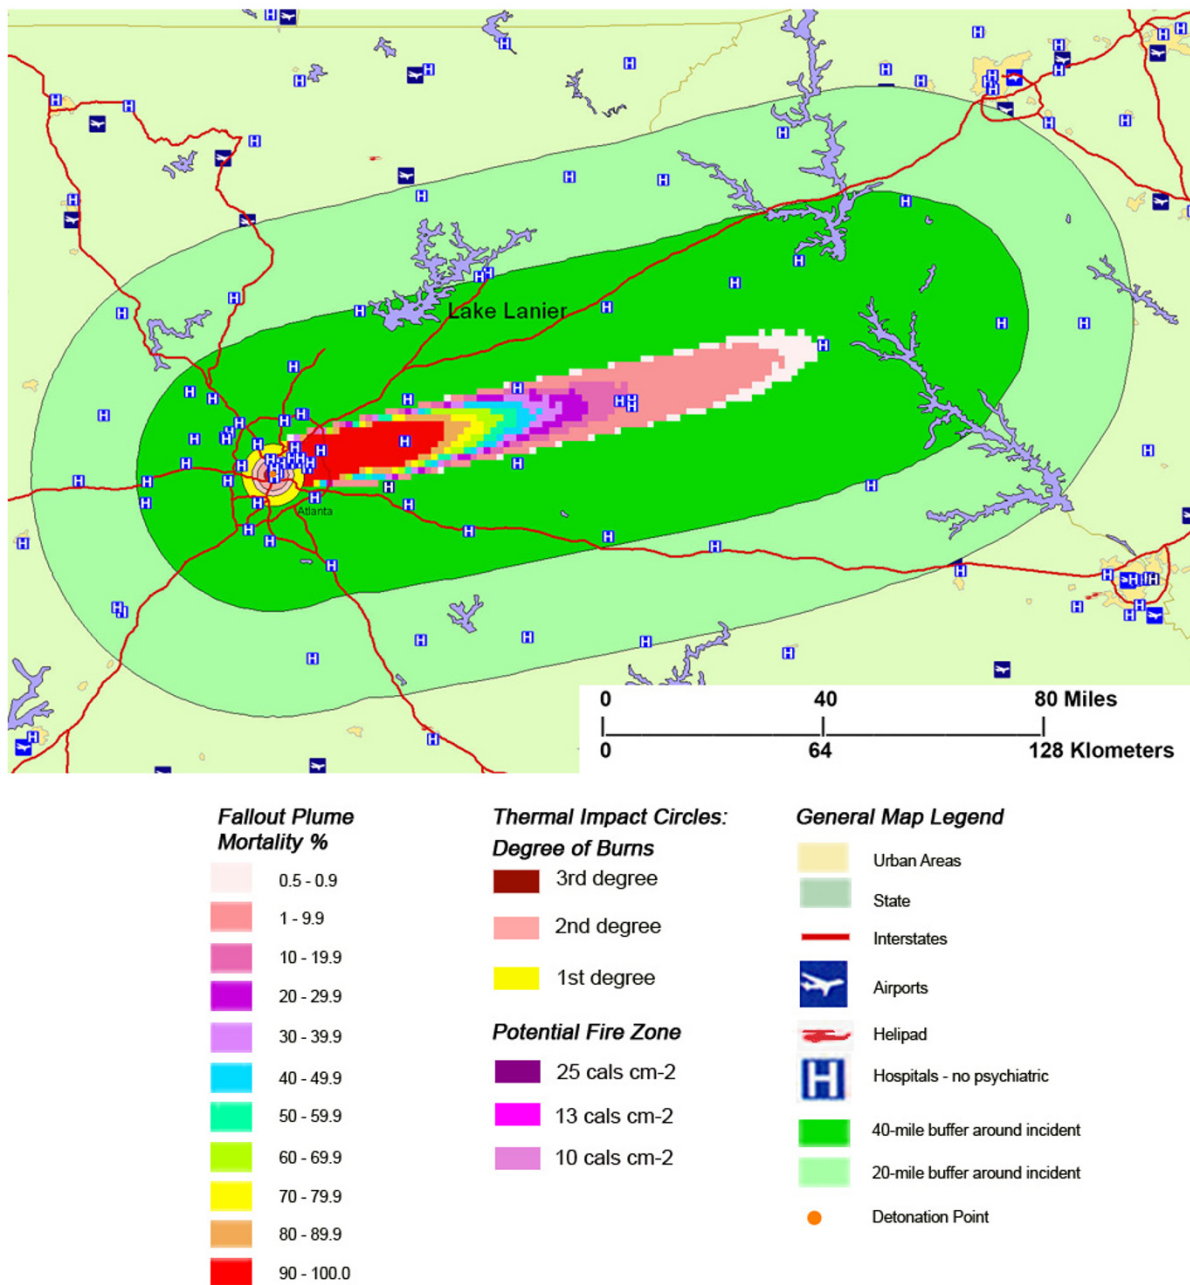 Lake Lanier
Atlanta
0 40 80 Miles
0 64 128 Klometers
Fallout Plume
Mortality %
0.5 - 0.9
1 - 9.9
10 - 19.9
20 - 29.9
30 - 39.9
40 - 49.9
50 - 59.9
60 - 69.9
70 - 79.9
80 - 89.9
90 - 100.0
Thermal Impact Circles:
Degree of Burns
3rd degree
2nd degree
1st degree
Potential Fire Zone
25 cals cm-2
13 cals cm-2
10 cals cm-2
General Map Legend
Urban Areas
State
Interstates
Airports
Helipad
H Hospitals - no psychiatric
40-mile buffer around incident
20-mile buffer around incident
Detonation Point